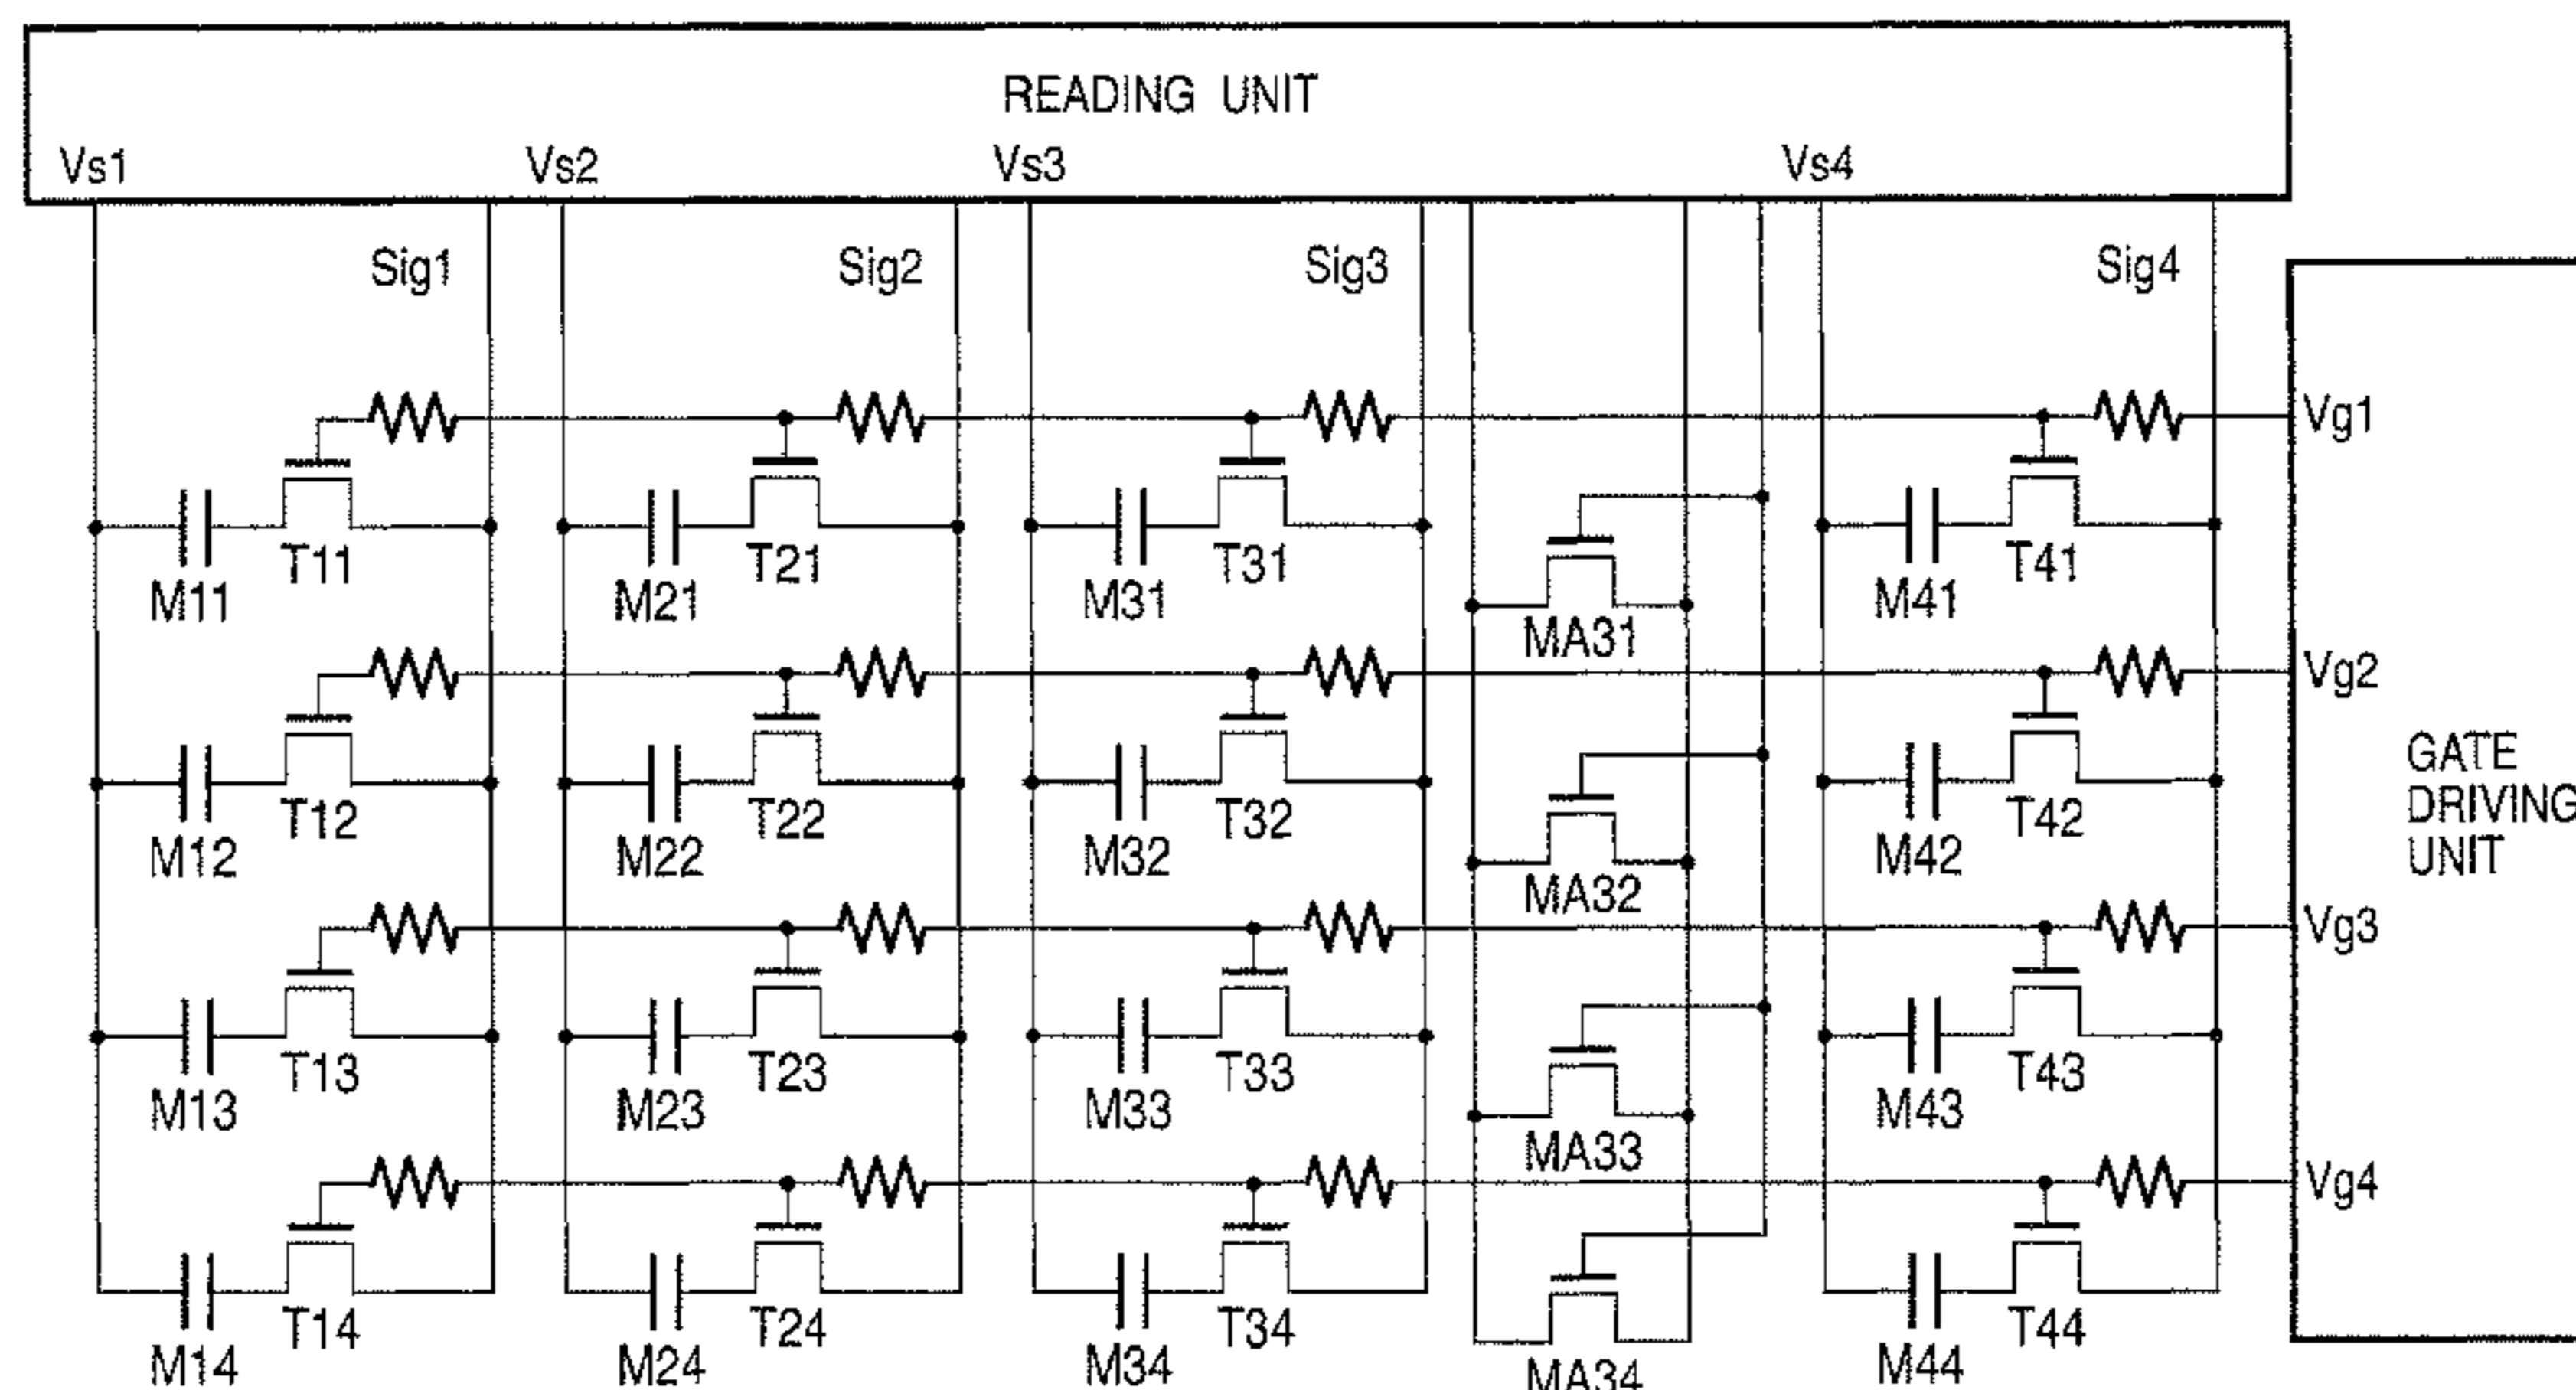 READING UNIT
Vs1 Vs2 Vs3 Vs4
Sig1 Sig2 Sig3 Sig4
Vg1
T11 T21 T31 T41
M11 M21 M31 M41
MA31
Vg2
T12 T22 T32 T42
M12 M22 M32 M42
MA32
GATE
DRIVING
UNIT
Vg3
T13 T23 T33 T43
M13 M23 M33 M43
MA33
Vg4
T14 T24 T34 T44
M14 M24 M34 M44
MA34